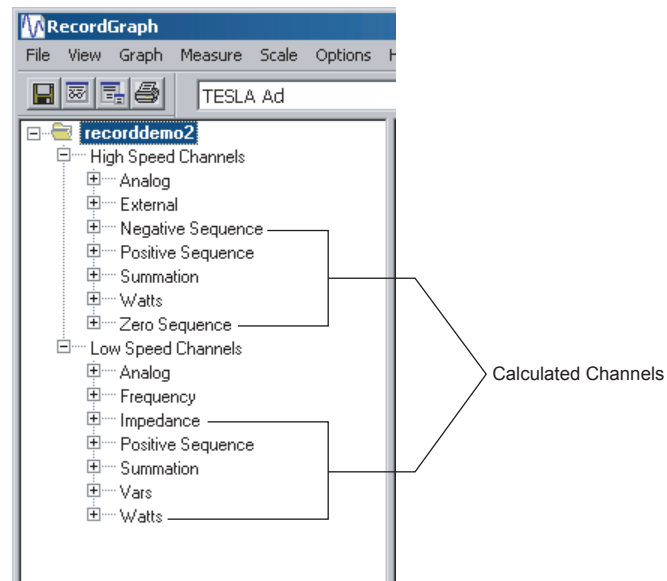 RecordGraph
File View Graph Measure Scale Options H
TESLA Ad
recorddemo2
High Speed Channels
Analog
External
Negative Sequence
Positive Sequence
Summation
Watts
Zero Sequence
Low Speed Channels
Analog
Frequency
Impedance
Positive Sequence
Summation
Vars
Watts
Calculated Channels